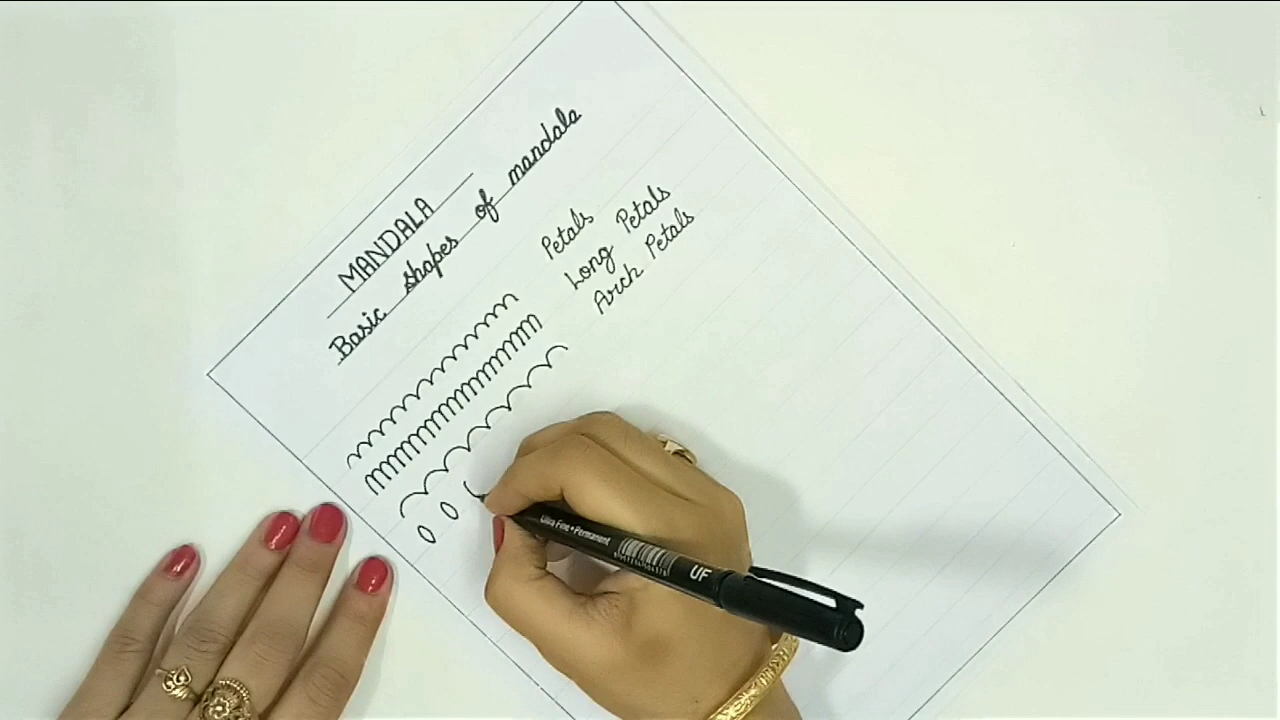 MANDALA
Basic shapes of mandala
Petals
Long Petals
Arch Petals
Ultra Fine • Permanent
UF